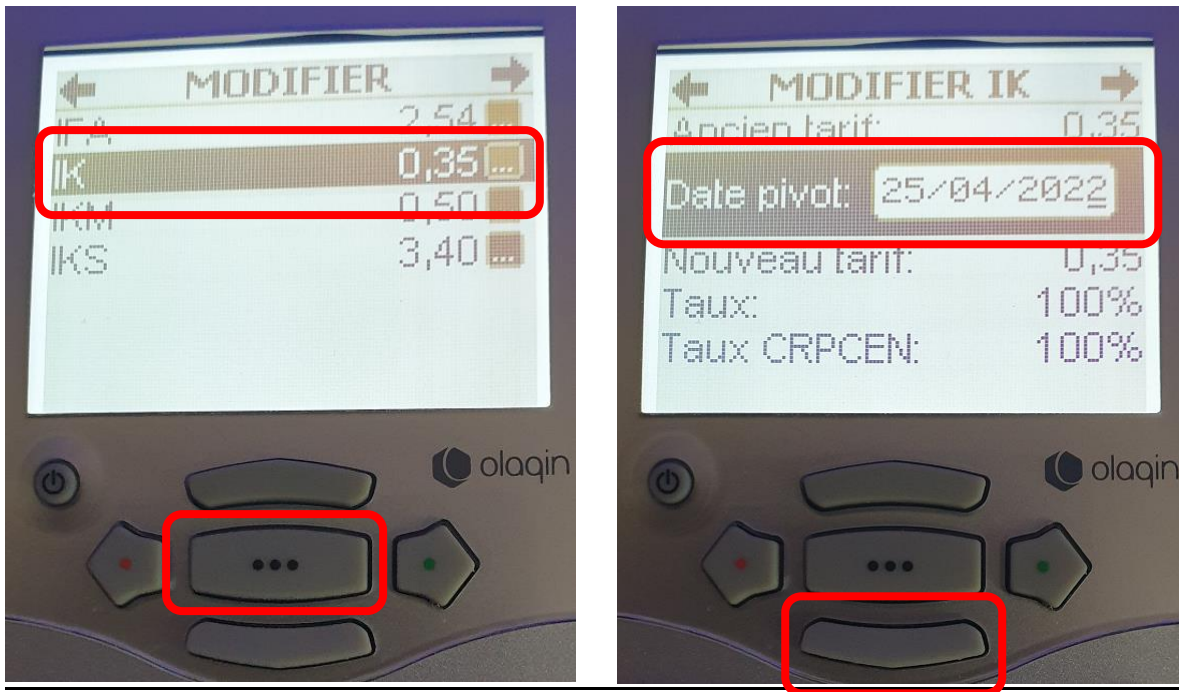 MODIFIER
IFA 2,54 ...
IK 0,35 ...
IKM 0,50
IKS 3,40 ...
olaqin
MODIFIER IK
Ancien tarif: 0,35
Date pivot: 25/04/2022
Nouveau tarif: 0,35
Taux: 100%
Taux CRPCEN: 100%
olaqin